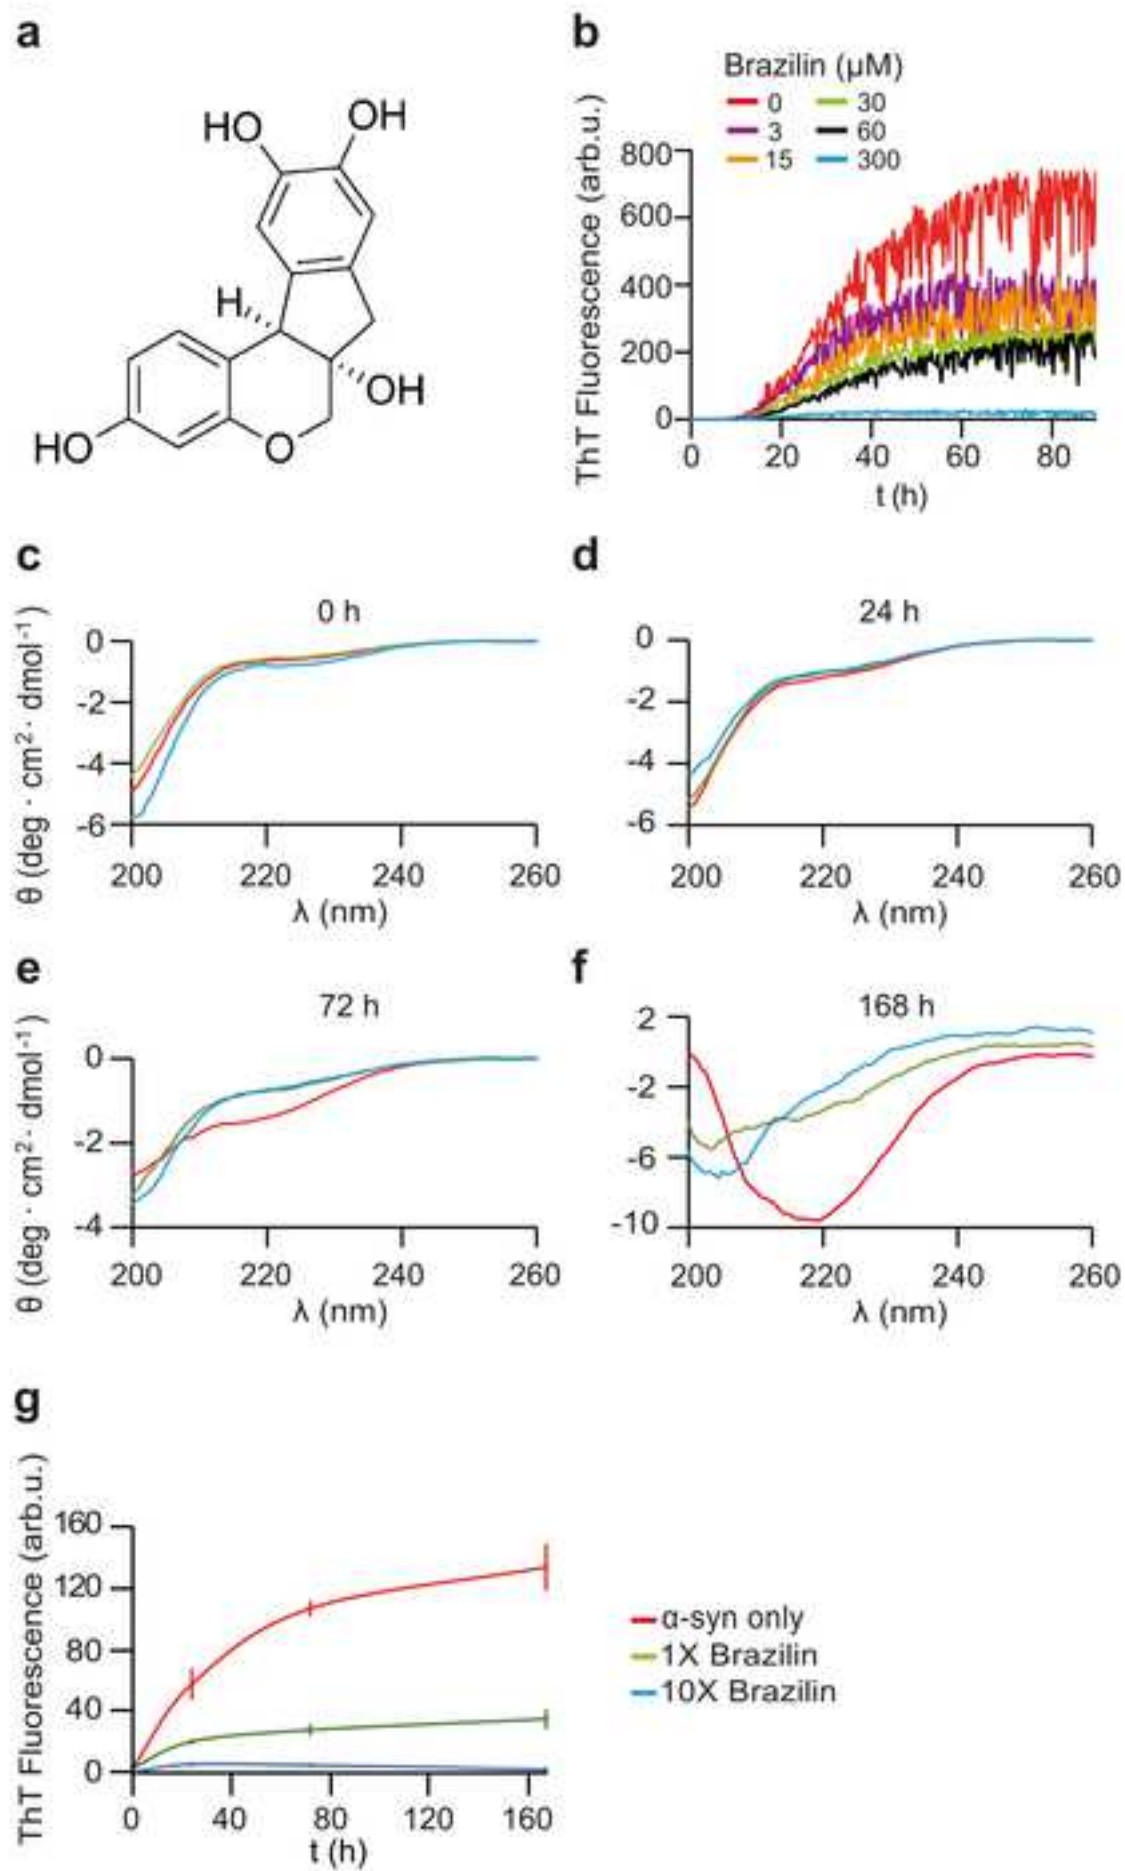 a
HO
OH
H
OH
HO
O
b
Brazilin (µM)
0 30
3 60
15 300
ThT Fluorescence (arb.u.)
800
600
400
200
0
0 20 40 60 80
t (h)
c
0 h
θ (deg · cm² · dmol⁻¹)
0
-2
-4
-6
200 220 240 260
λ (nm)
d
24 h
0
-2
-4
-6
200 220 240 260
λ (nm)
e
72 h
θ (deg · cm² · dmol⁻¹)
0
-2
-4
200 220 240 260
λ (nm)
f
168 h
2
-2
-6
-10
200 220 240 260
λ (nm)
g
ThT Fluorescence (arb.u.)
160
120
80
40
0
0 40 80 120 160
t (h)
α-syn only
1X Brazilin
10X Brazilin